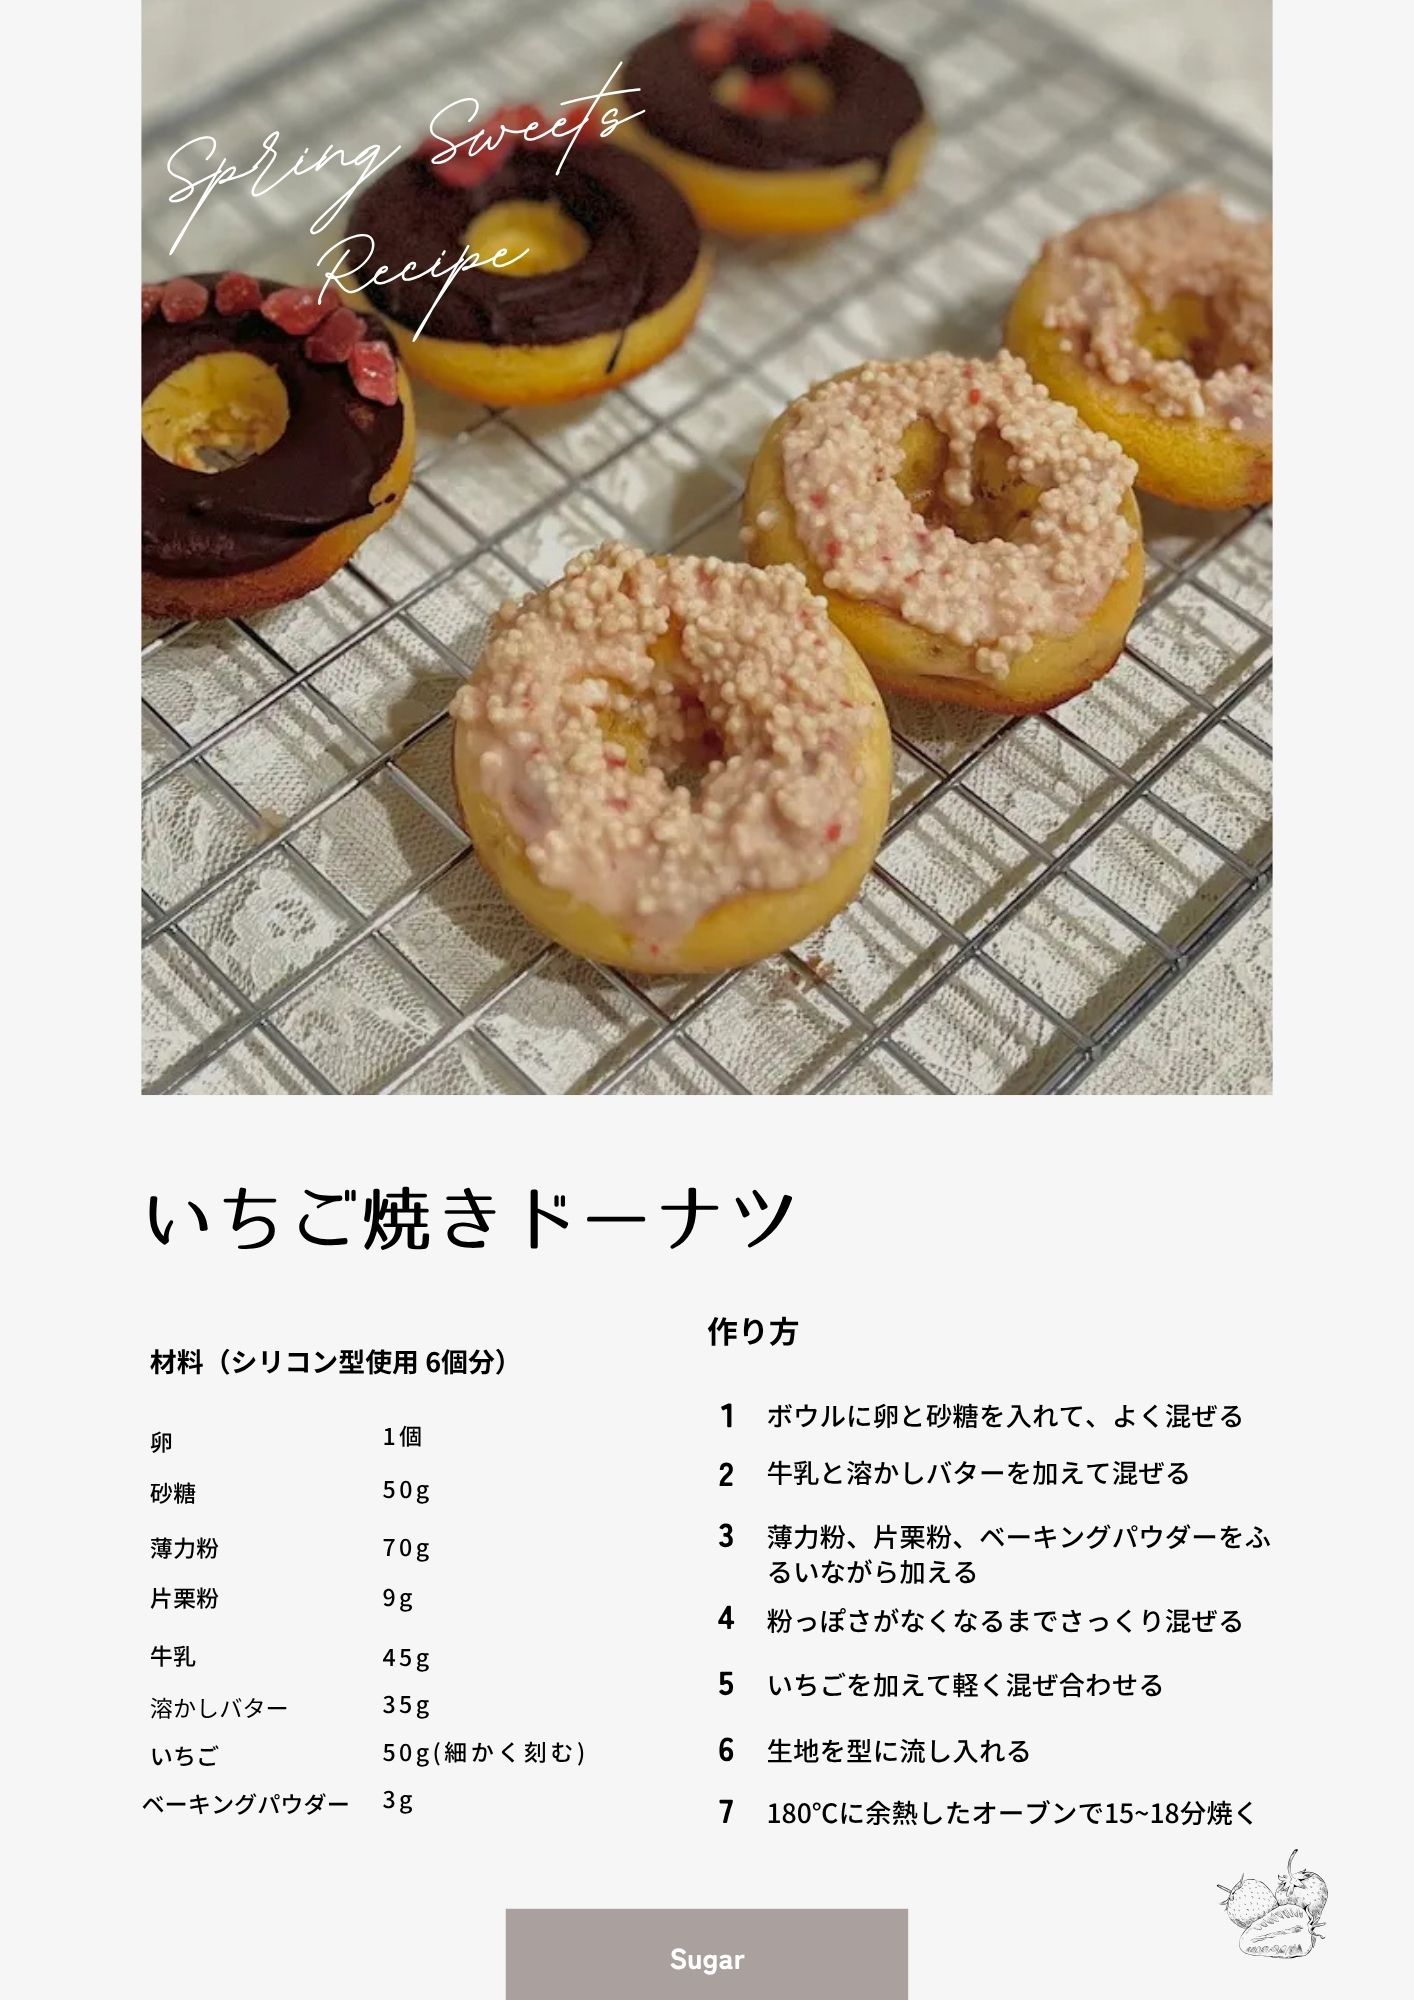 Spring Sweets
Recipe
いちご焼きドーナツ
材料（シリコン型使用 6個分）
卵 1個
砂糖 50g
薄力粉 70g
片栗粉 9g
牛乳 45g
溶かしバター 35g
いちご 50g(細かく刻む)
ベーキングパウダー 3g
作り方
1 ボウルに卵と砂糖を入れて、よく混ぜる
2 牛乳と溶かしバターを加えて混ぜる
3 薄力粉、片栗粉、ベーキングパウダーをふ
るいながら加える
4 粉っぽさがなくなるまでさっくり混ぜる
5 いちごを加えて軽く混ぜ合わせる
6 生地を型に流し入れる
7 180℃に余熱したオーブンで15~18分焼く
Sugar